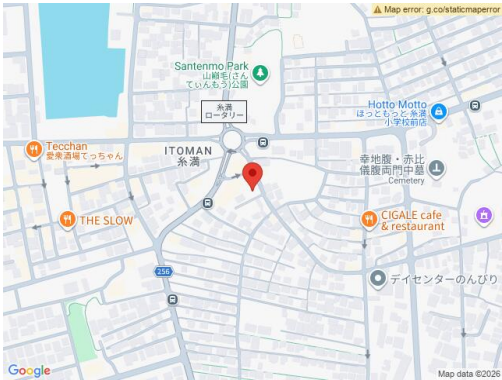 Map error: g.co/staticmaperror
Santenmo Park
山巓毛(さん
てぃんもう)公園
糸満
ロータリー
Hotto Motto
ほっともっと 糸満
小学校前店
Tecchan
愛衆酒場てっちゃん
ITOMAN
糸満
幸地腹・赤比
儀腹両門中墓
Cemetery
THE SLOW
CIGALE cafe
& restaurant
256
デイセンターのんびり
Google
Map data ©2026